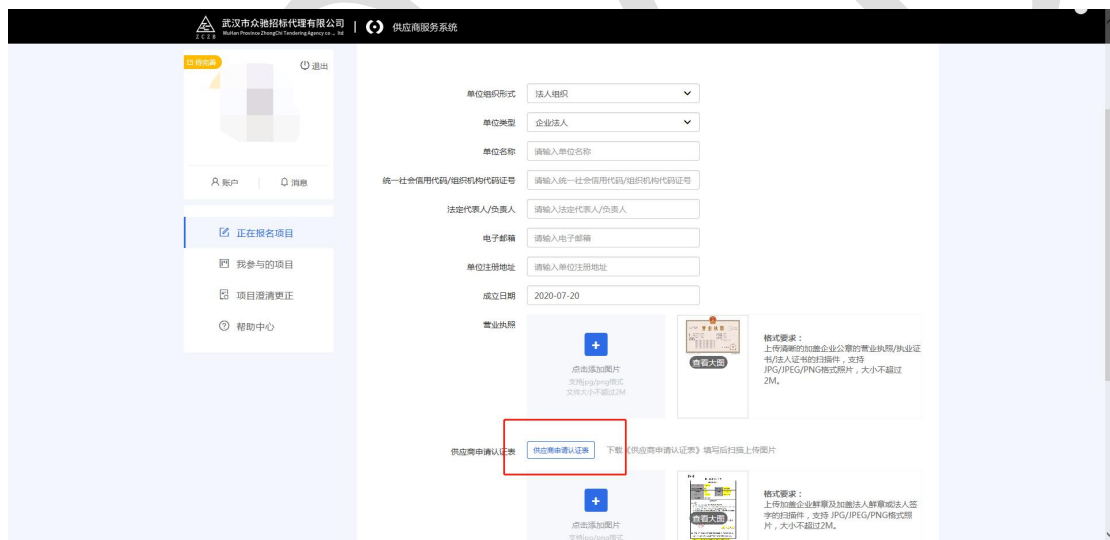 武汉市众驰招标代理有限公司
ZCZB
供应商服务系统
退出
账户
消息
正在报名项目
我参与的项目
项目澄清更正
帮助中心
单位组织形式 法人组织
单位类型 企业法人
单位名称 请输入单位名称
统一社会信用代码/组织机构代码证号 请输入统一社会信用代码/组织机构代码证号
法定代表人/负责人 请输入法定代表人/负责人
电子邮箱 请输入电子邮箱
单位注册地址 请输入单位注册地址
成立日期 2020-07-20
营业执照
点击添加图片
支持jpg/png格式
文件大小不超过2M
查看大图
格式要求：
上传清晰的加盖企业公章的营业执照/执业证
书/法人证书的扫描件，支持
JPG/JPEG/PNG格式照片，大小不超过
2M。
供应商申请认证表 供应商申请认证表 下载《供应商申请认证表》填写后扫描上传图片
点击添加图片
支持jpg/png格式
查看大图
格式要求：
上传加盖企业鲜章及加盖法人鲜章或法人签
字的扫描件，支持 JPG/JPEG/PNG格式照
片，大小不超过2M。